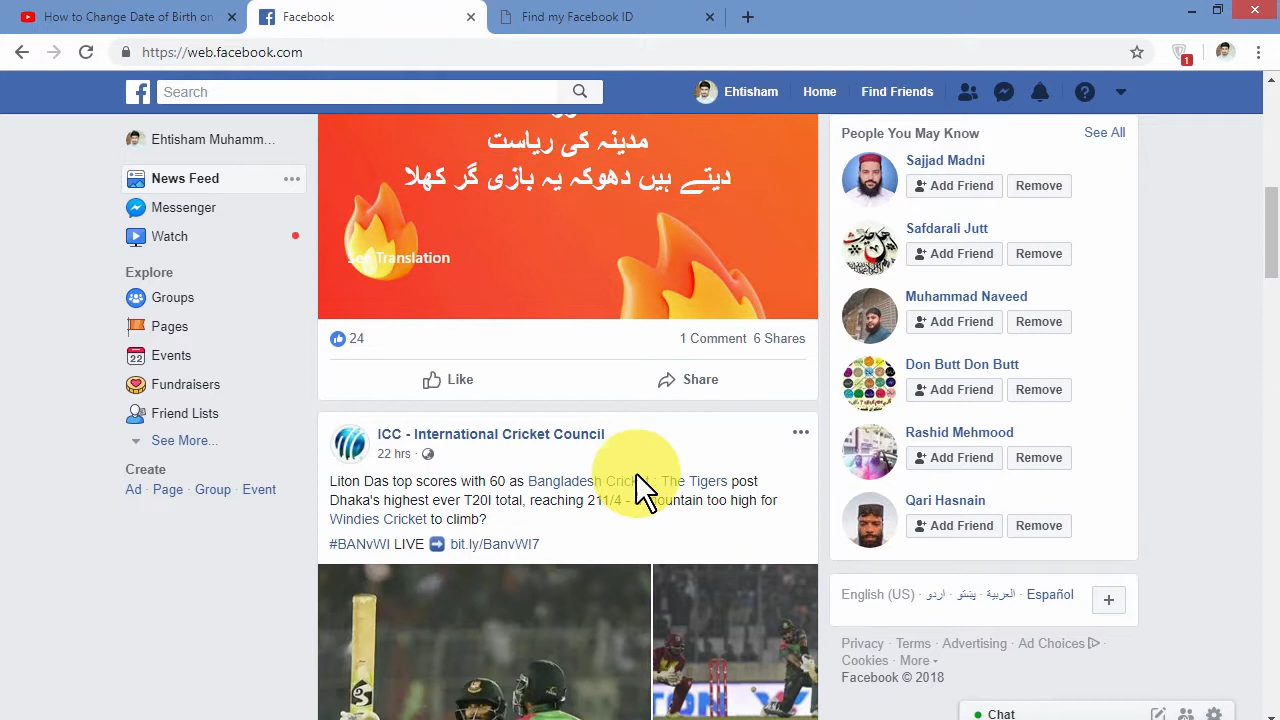 How to Change Date of Birth on
Facebook
Find my Facebook ID
https://web.facebook.com
1
Search
Ehtisham
Home
Find Friends
Ehtisham Muhamm...
News Feed
Messenger
Watch
Explore
Groups
Pages
22
Events
Fundraisers
Friend Lists
See More...
Create
Ad · Page · Group · Event
مدینہ کی ریاست
دیتے ہیں دھوکہ یہ بازی گر کھلا
See Translation
24
1 Comment 6 Shares
Like
Share
ICC - International Cricket Council
22 hrs ·
Liton Das top scores with 60 as Bangladesh Cricket : The Tigers post
Dhaka's highest ever T20I total, reaching 211/4 - mountain too high for
Windies Cricket to climb?
#BANvWI LIVE ➡ bit.ly/BanvWI7
People You May Know
See All
Sajjad Madni
Add Friend
Remove
Safdarali Jutt
Add Friend
Remove
Muhammad Naveed
Add Friend
Remove
Don Butt Don Butt
Add Friend
Remove
Rashid Mehmood
Add Friend
Remove
Qari Hasnain
Add Friend
Remove
English (US) · اردو · پښتو · العربية · Español
Privacy · Terms · Advertising · Ad Choices ·
Cookies · More
Facebook © 2018
Chat